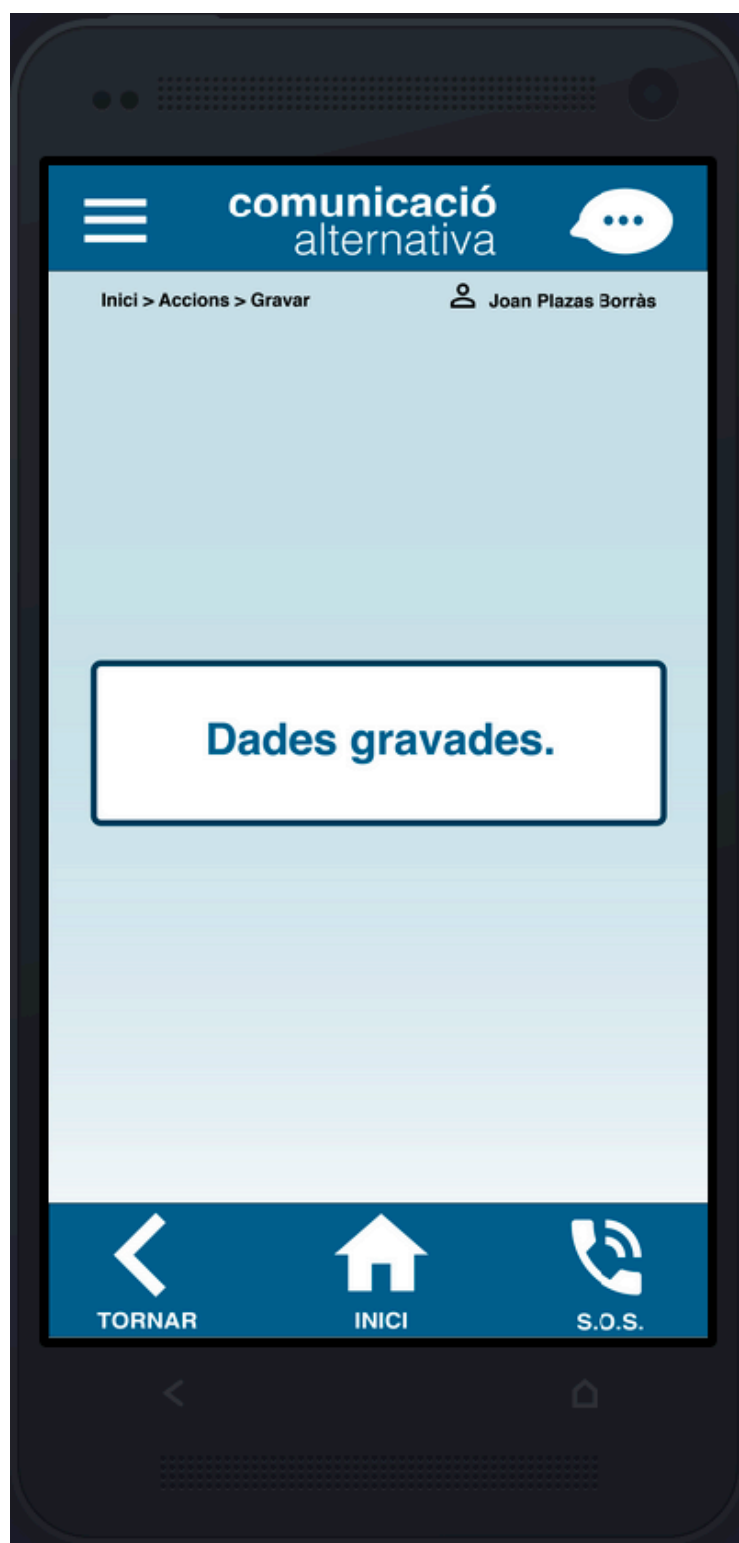 comunicació
alternativa
Inici > Accions > Gravar
Joan Plazas Borràs
Dades gravades.
TORNAR
INICI
S.O.S.